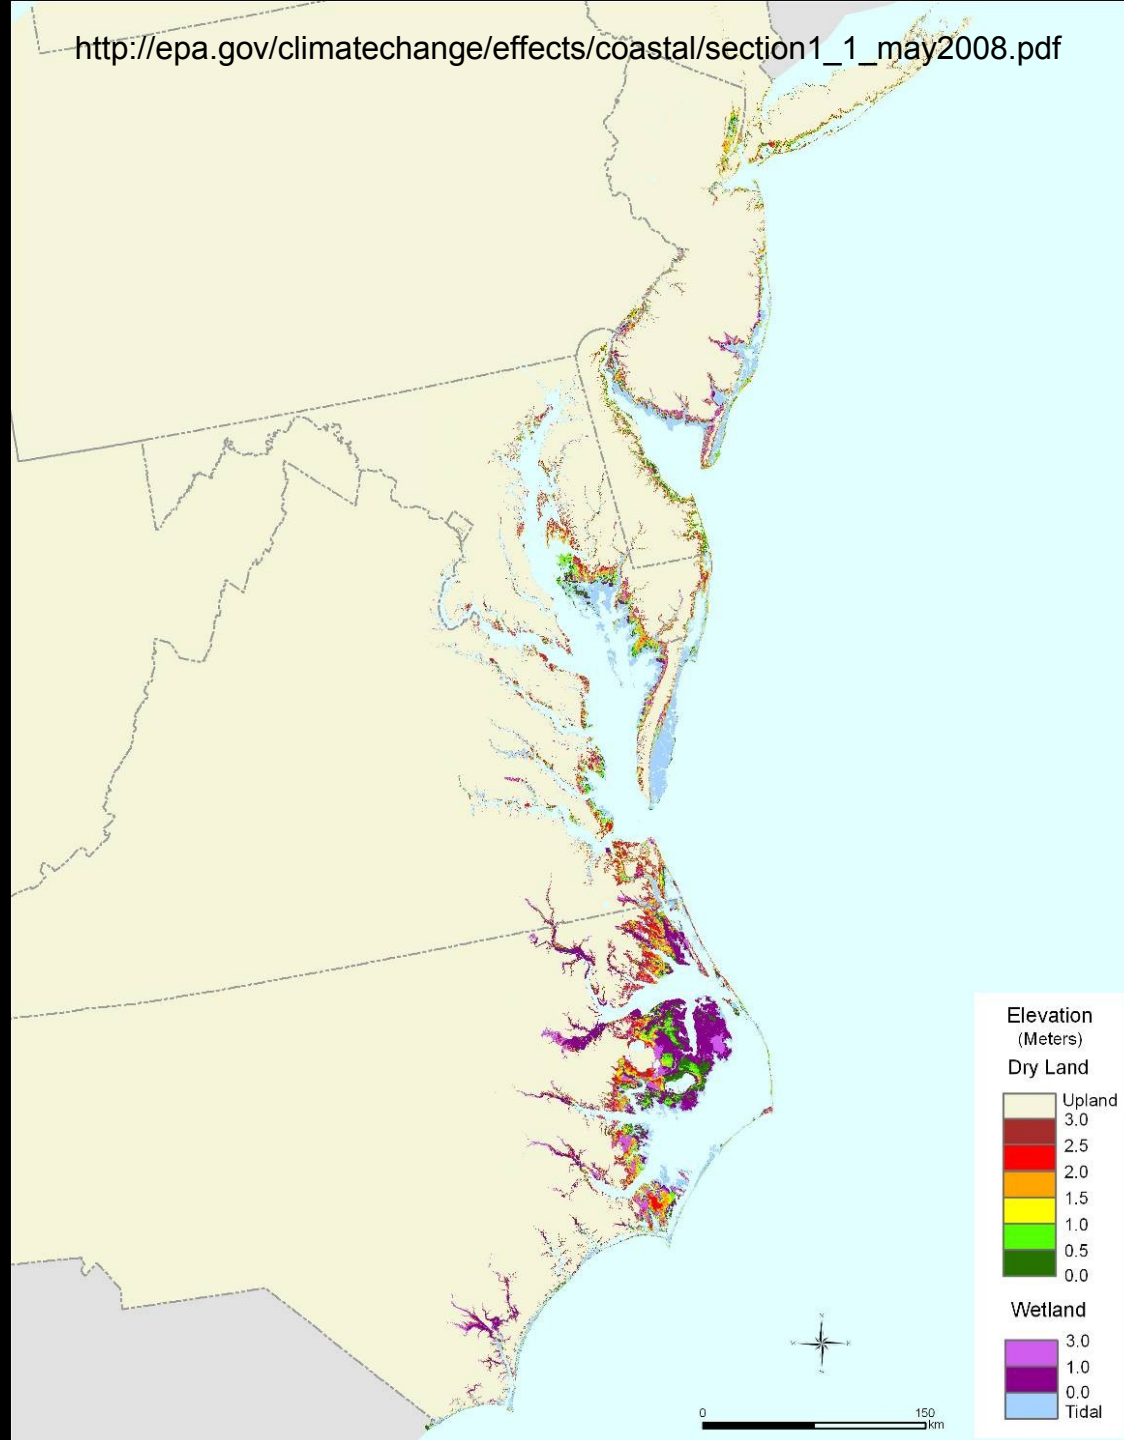 http://epa.gov/climatechange/effects/coastal/section1_1_may2008.pdf
Elevation
(Meters)
Dry Land
Upland
3.0
2.5
2.0
1.5
1.0
0.5
0.0
Wetland
3.0
1.0
0.0
Tidal
0 150
km